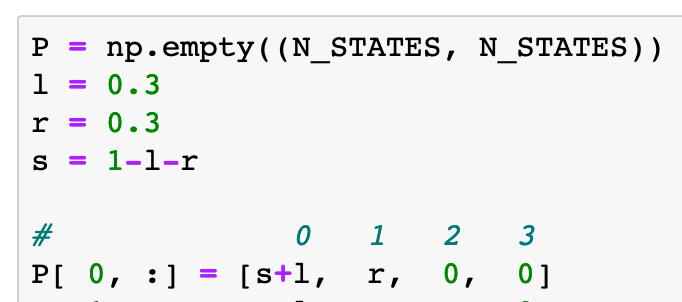 P = np.empty((N_STATES, N_STATES))
l = 0.3
r = 0.3
s = 1-l-r
# 0 1 2 3
P[ 0, :] = [s+l, r, 0, 0]